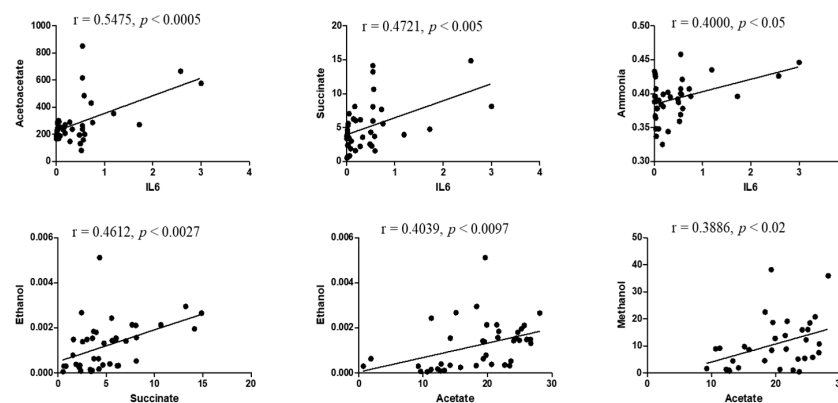 r = 0.5475, p < 0.0005
Acetoacetate
1000
800
600
400
200
0
0 1 2 3 4
IL6
r = 0.4721, p < 0.005
Succinate
20
15
10
5
0
0 1 2 3 4
IL6
r = 0.4000, p < 0.05
Ammonia
0.50
0.45
0.40
0.35
0.30
0 1 2 3
IL6
r = 0.4612, p < 0.0027
Ethanol
0.006
0.004
0.002
0.000
0 5 10 15 20
Succinate
r = 0.4039, p < 0.0097
Ethanol
0.006
0.004
0.002
0.000
0 10 20 30
Acetate
r = 0.3886, p < 0.02
Methanol
50
40
30
20
10
0
0 10 20
Acetate